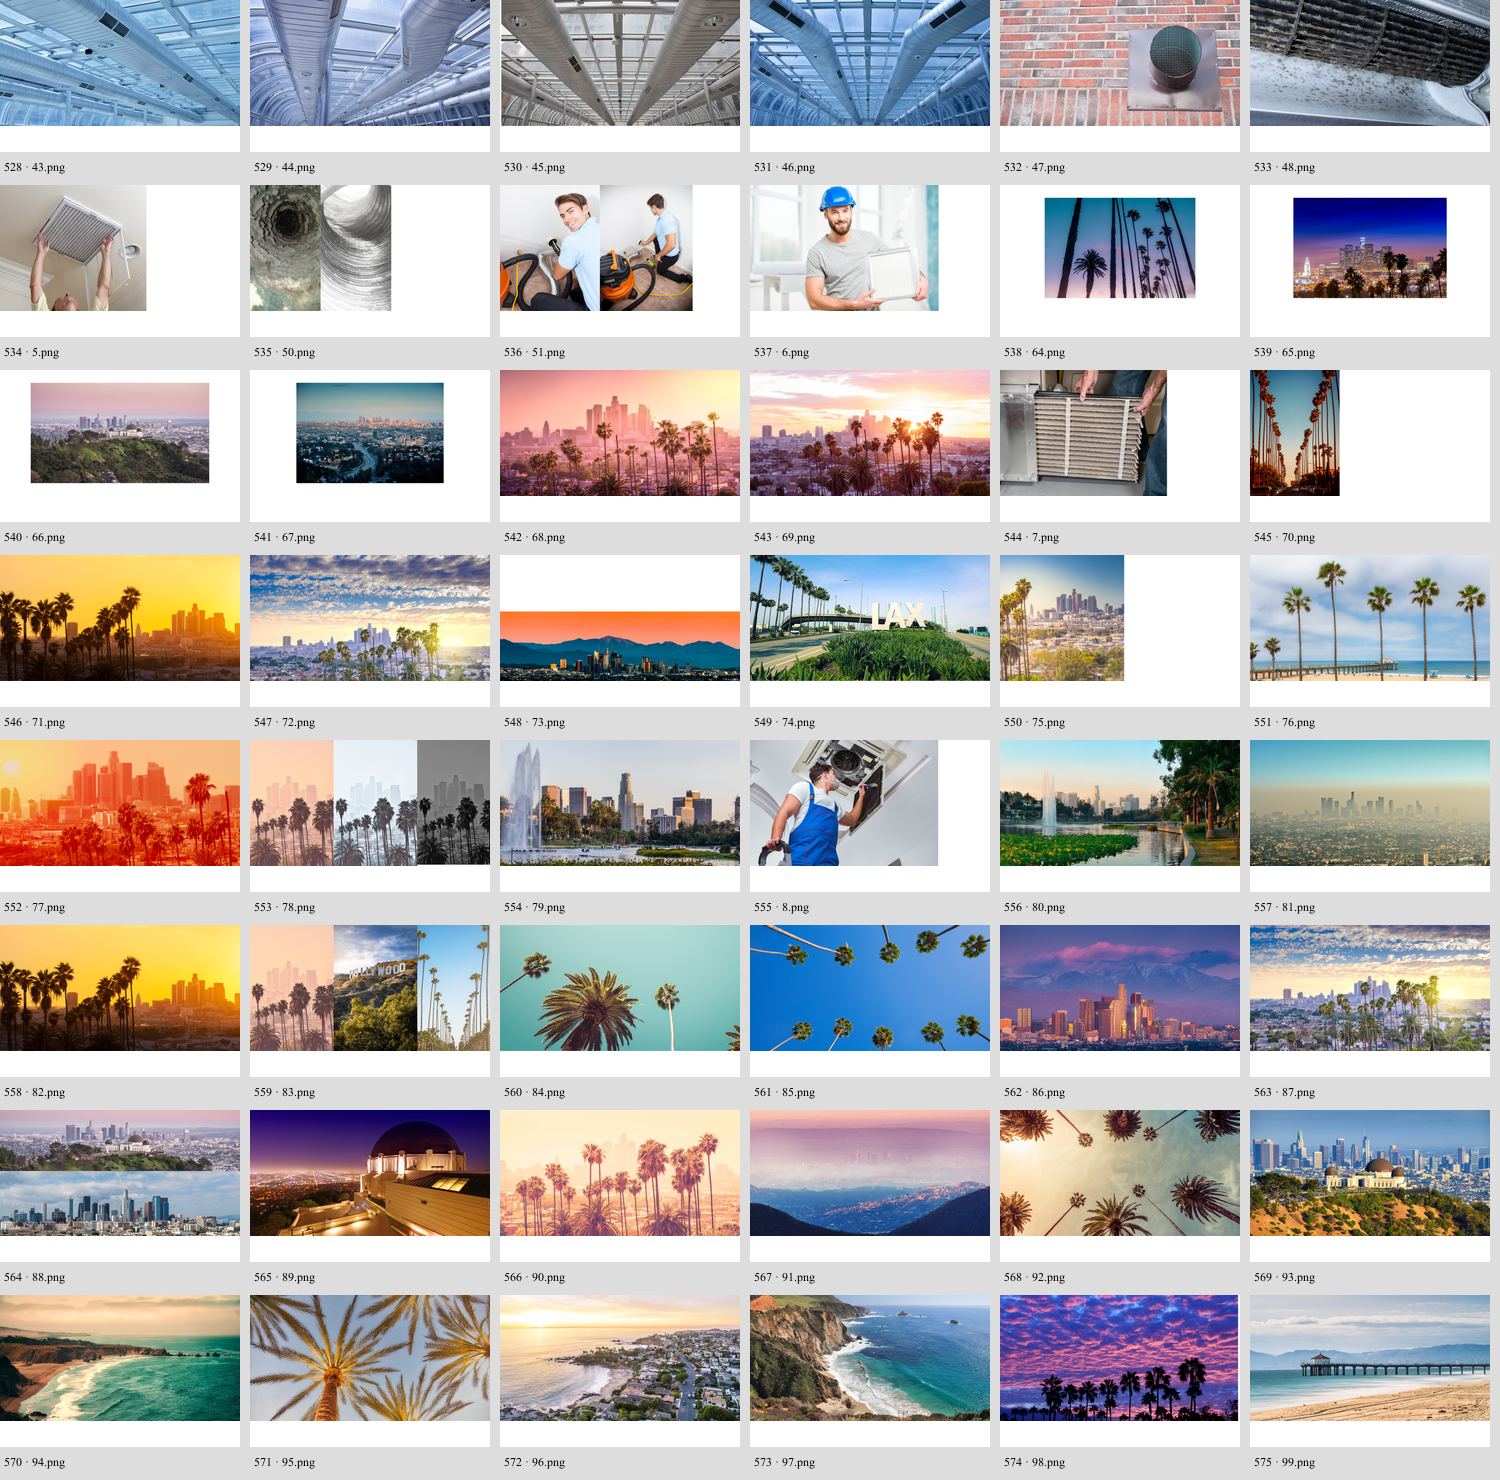 528 · 43.png
529 · 44.png
530 · 45.png
531 · 46.png
532 · 47.png
533 · 48.png
534 · 5.png
535 · 50.png
536 · 51.png
537 · 6.png
538 · 64.png
539 · 65.png
540 · 66.png
541 · 67.png
542 · 68.png
543 · 69.png
544 · 7.png
545 · 70.png
LAX
546 · 71.png
547 · 72.png
548 · 73.png
549 · 74.png
550 · 75.png
551 · 76.png
552 · 77.png
553 · 78.png
554 · 79.png
555 · 8.png
556 · 80.png
557 · 81.png
HOLLYWOOD
558 · 82.png
559 · 83.png
560 · 84.png
561 · 85.png
562 · 86.png
563 · 87.png
564 · 88.png
565 · 89.png
566 · 90.png
567 · 91.png
568 · 92.png
569 · 93.png
570 · 94.png
571 · 95.png
572 · 96.png
573 · 97.png
574 · 98.png
575 · 99.png